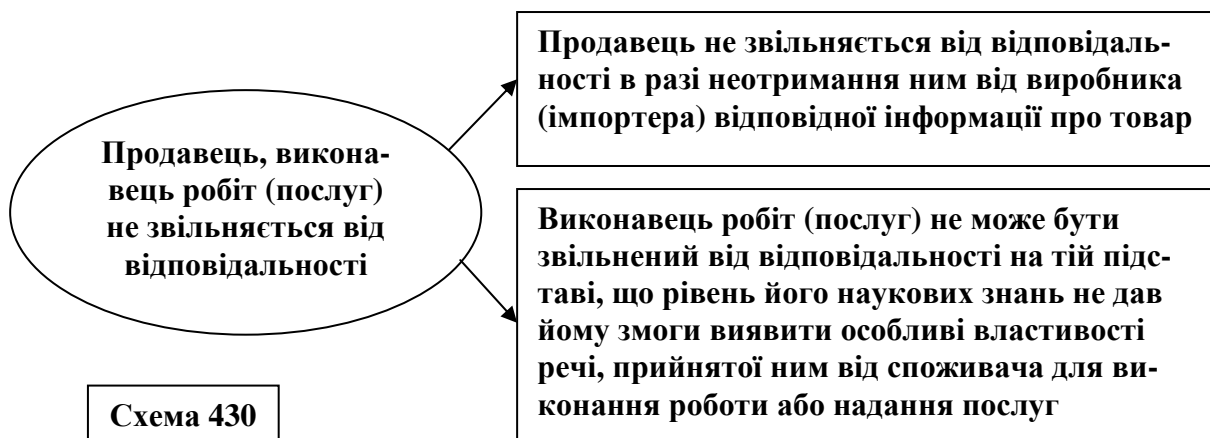 Продавець, викона-
вець робіт (послуг)
не звільняється від
відповідальності
Продавець не звільняється від відповідаль-
ності в разі неотримання ним від виробника
(імпортера) відповідної інформації про товар
Виконавець робіт (послуг) не може бути
звільнений від відповідальності на тій підс-
таві, що рівень його наукових знань не дав
йому змоги виявити особливі властивості
речі, прийнятої ним від споживача для ви-
конання роботи або надання послуг
Схема 430